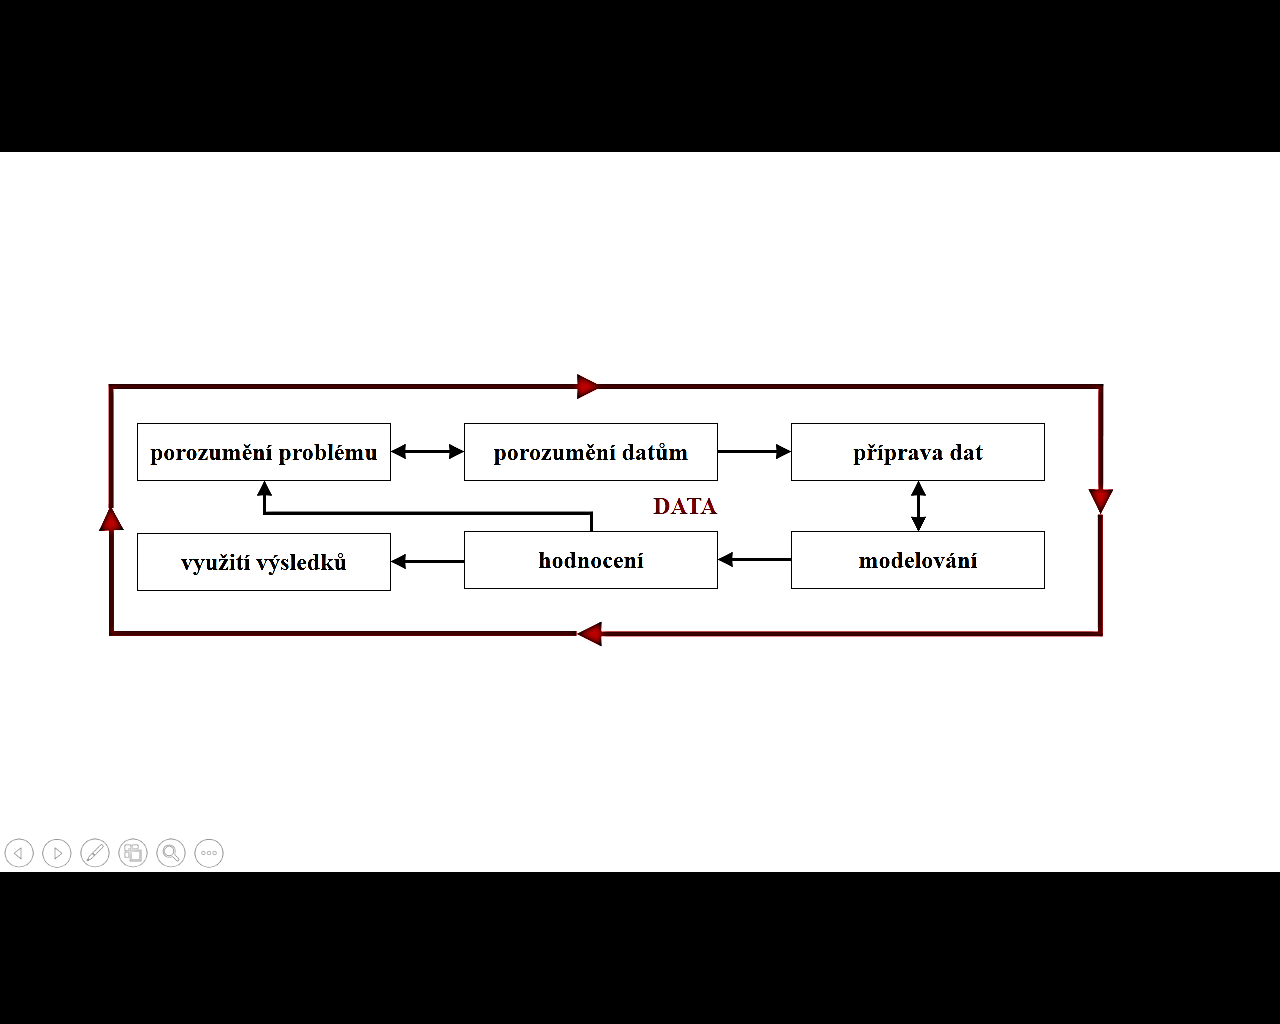 porozumění problému
porozumění datům
příprava dat
DATA
využití výsledků
hodnocení
modelování